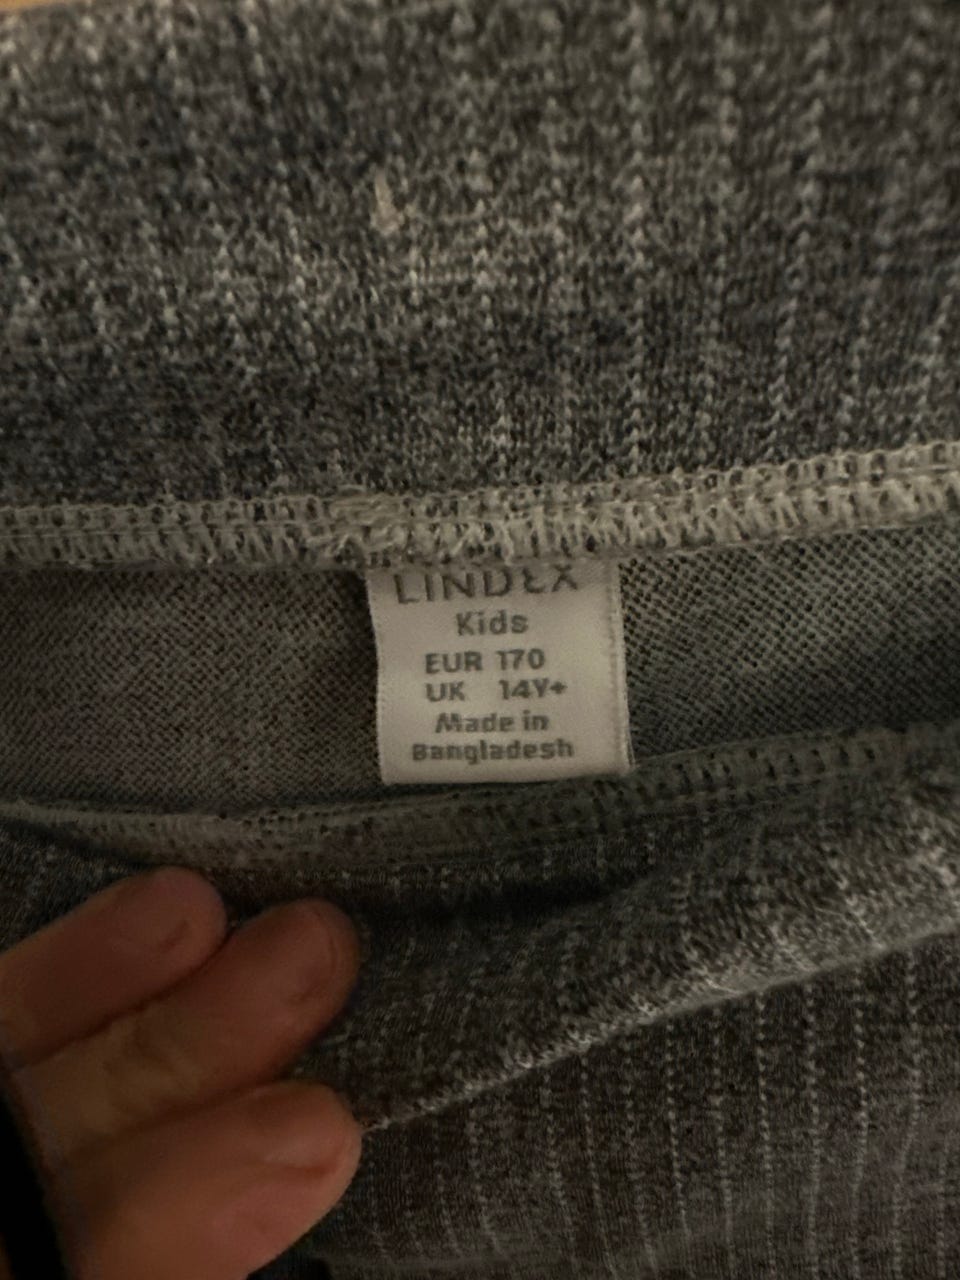 LINDEX
Kids
EUR 170
UK 14Y+
Made in
Bangladesh